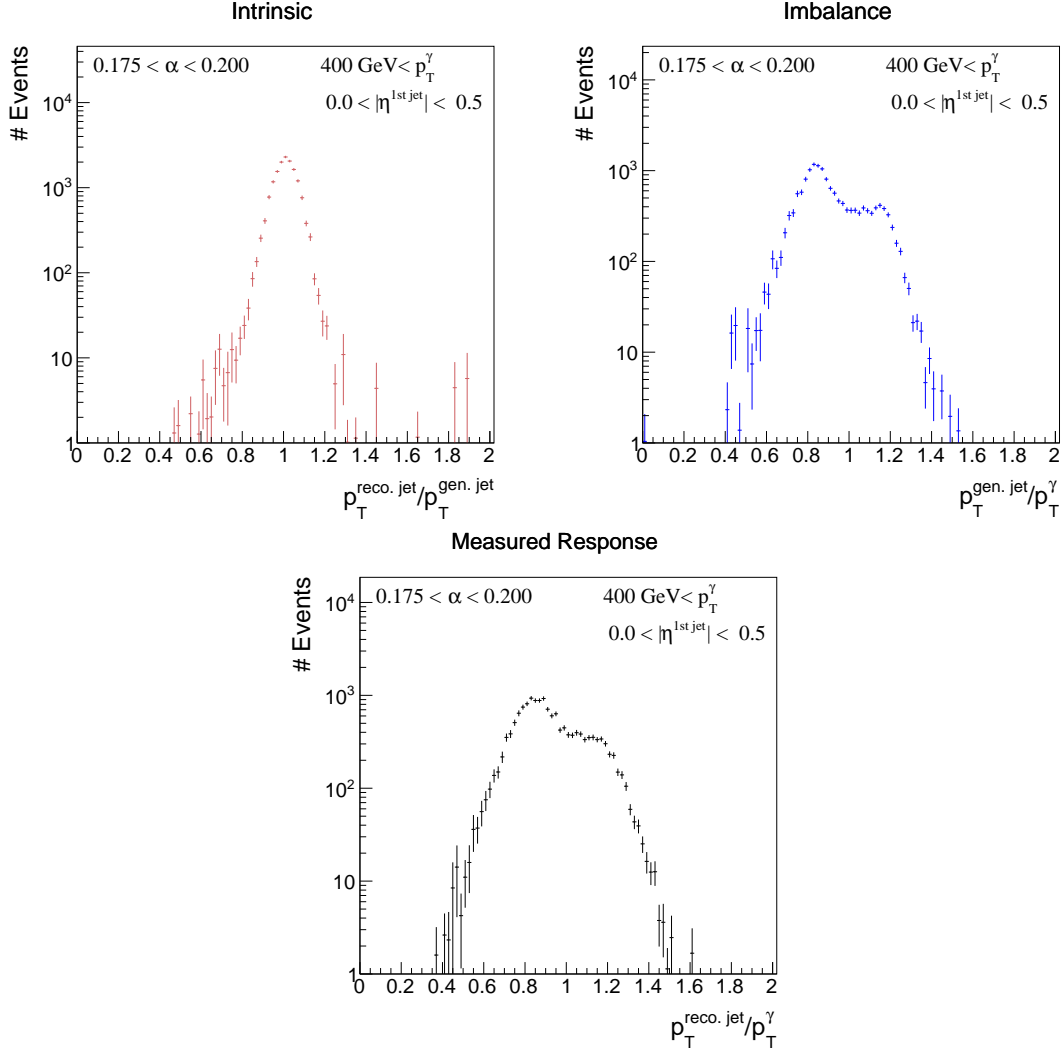 Intrinsic
# Events
0.175 < α < 0.200
400 GeV< p_T^γ
0.0 < |η^{1st jet}| < 0.5
10^4
10^3
10^2
10
1
0 0.2 0.4 0.6 0.8 1 1.2 1.4 1.6 1.8 2
p_T^{reco. jet}/p_T^{gen. jet}
Imbalance
# Events
0.175 < α < 0.200
400 GeV< p_T^γ
0.0 < |η^{1st jet}| < 0.5
10^4
10^3
10^2
10
1
0 0.2 0.4 0.6 0.8 1 1.2 1.4 1.6 1.8 2
p_T^{gen. jet}/p_T^γ
Measured Response
# Events
0.175 < α < 0.200
400 GeV< p_T^γ
0.0 < |η^{1st jet}| < 0.5
10^4
10^3
10^2
10
1
0 0.2 0.4 0.6 0.8 1 1.2 1.4 1.6 1.8 2
p_T^{reco. jet}/p_T^γ